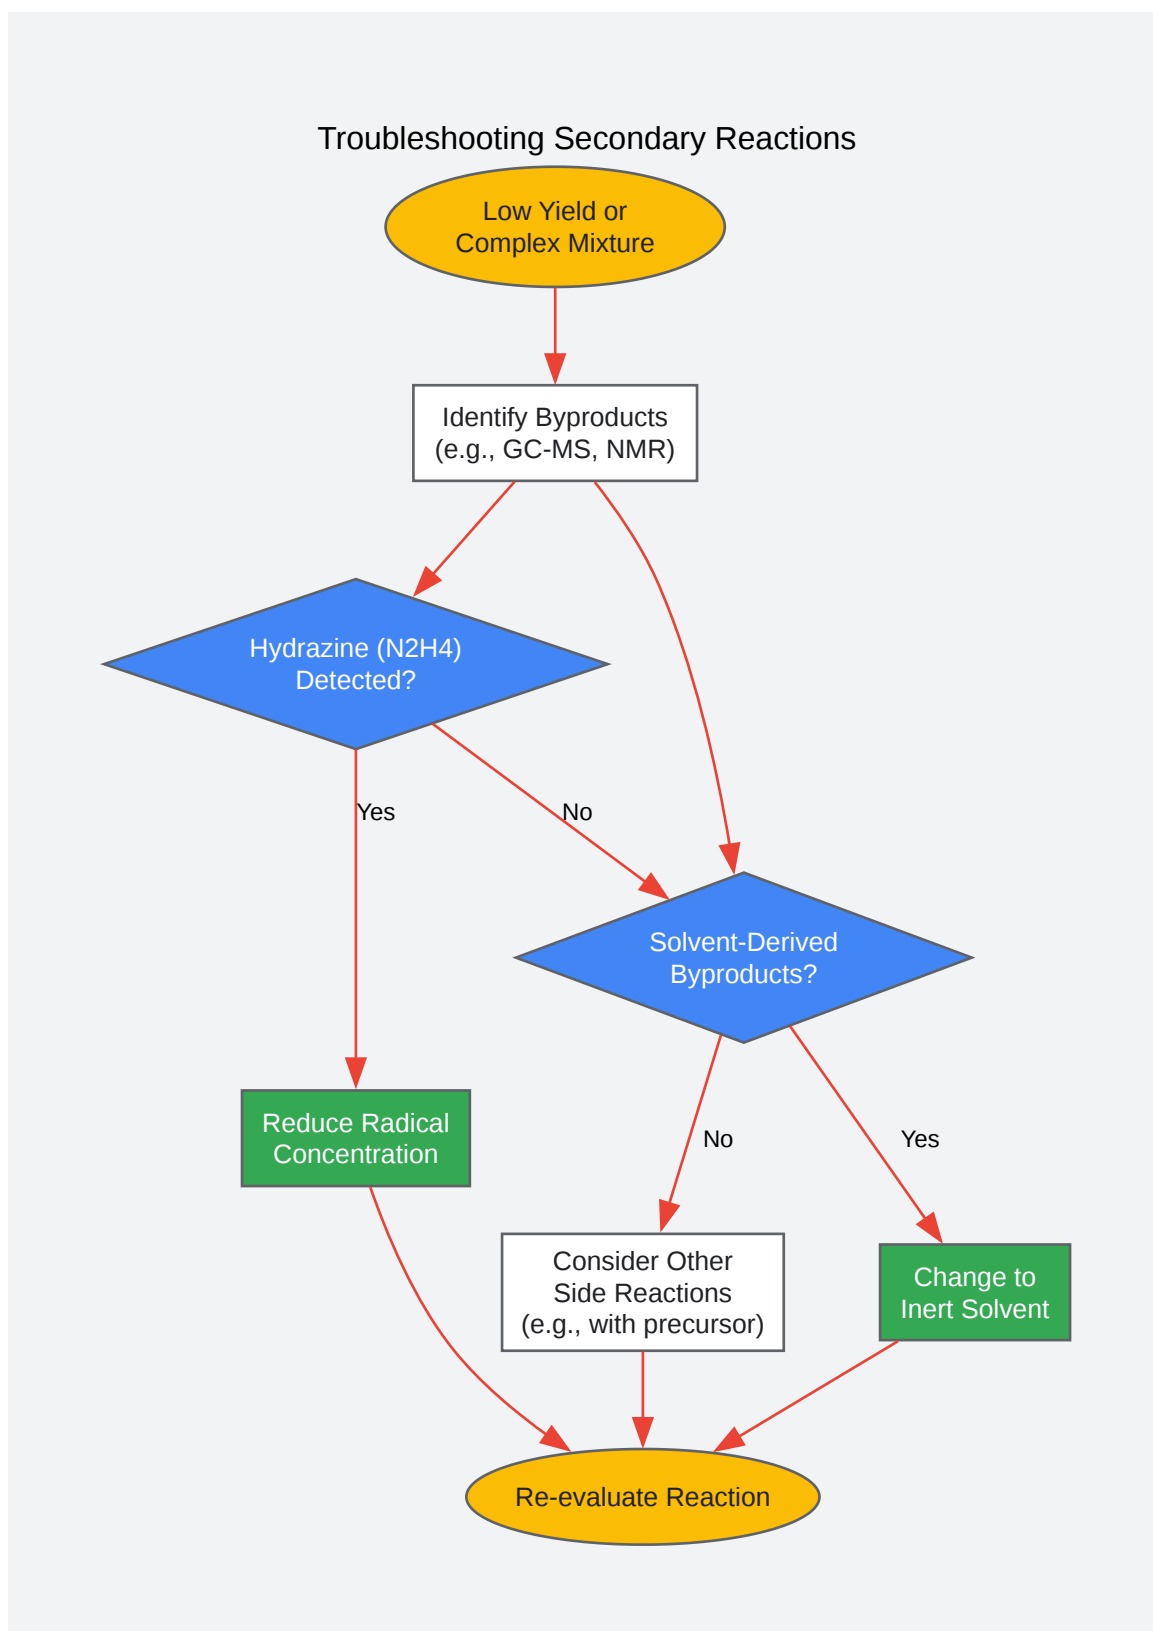 Troubleshooting Secondary Reactions
Low Yield or
Complex Mixture
Identify Byproducts
(e.g., GC-MS, NMR)
Hydrazine (N2H4)
Detected?
Yes
No
Solvent-Derived
Byproducts?
Reduce Radical
Concentration
No
Yes
Consider Other
Side Reactions
(e.g., with precursor)
Change to
Inert Solvent
Re-evaluate Reaction